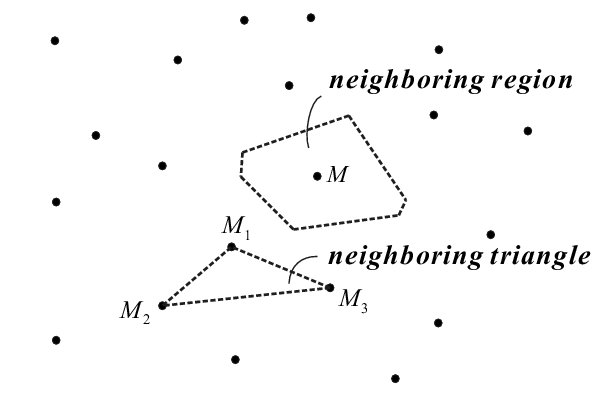 neighboring region
M
M1
neighboring triangle
M2
M3